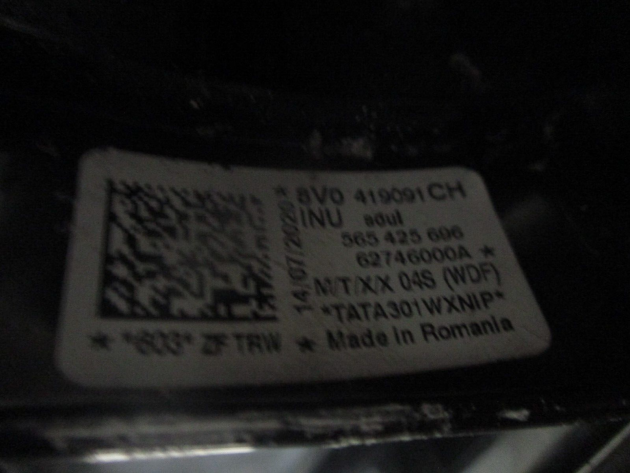 8V0 419091 CH
INU adul
565 425 696
62746000A *
M/T/X/X 04S (WDF)
*TATA301WXNIP*
* Made in Romania
14/07/2020 *
* *603* ZF TRW